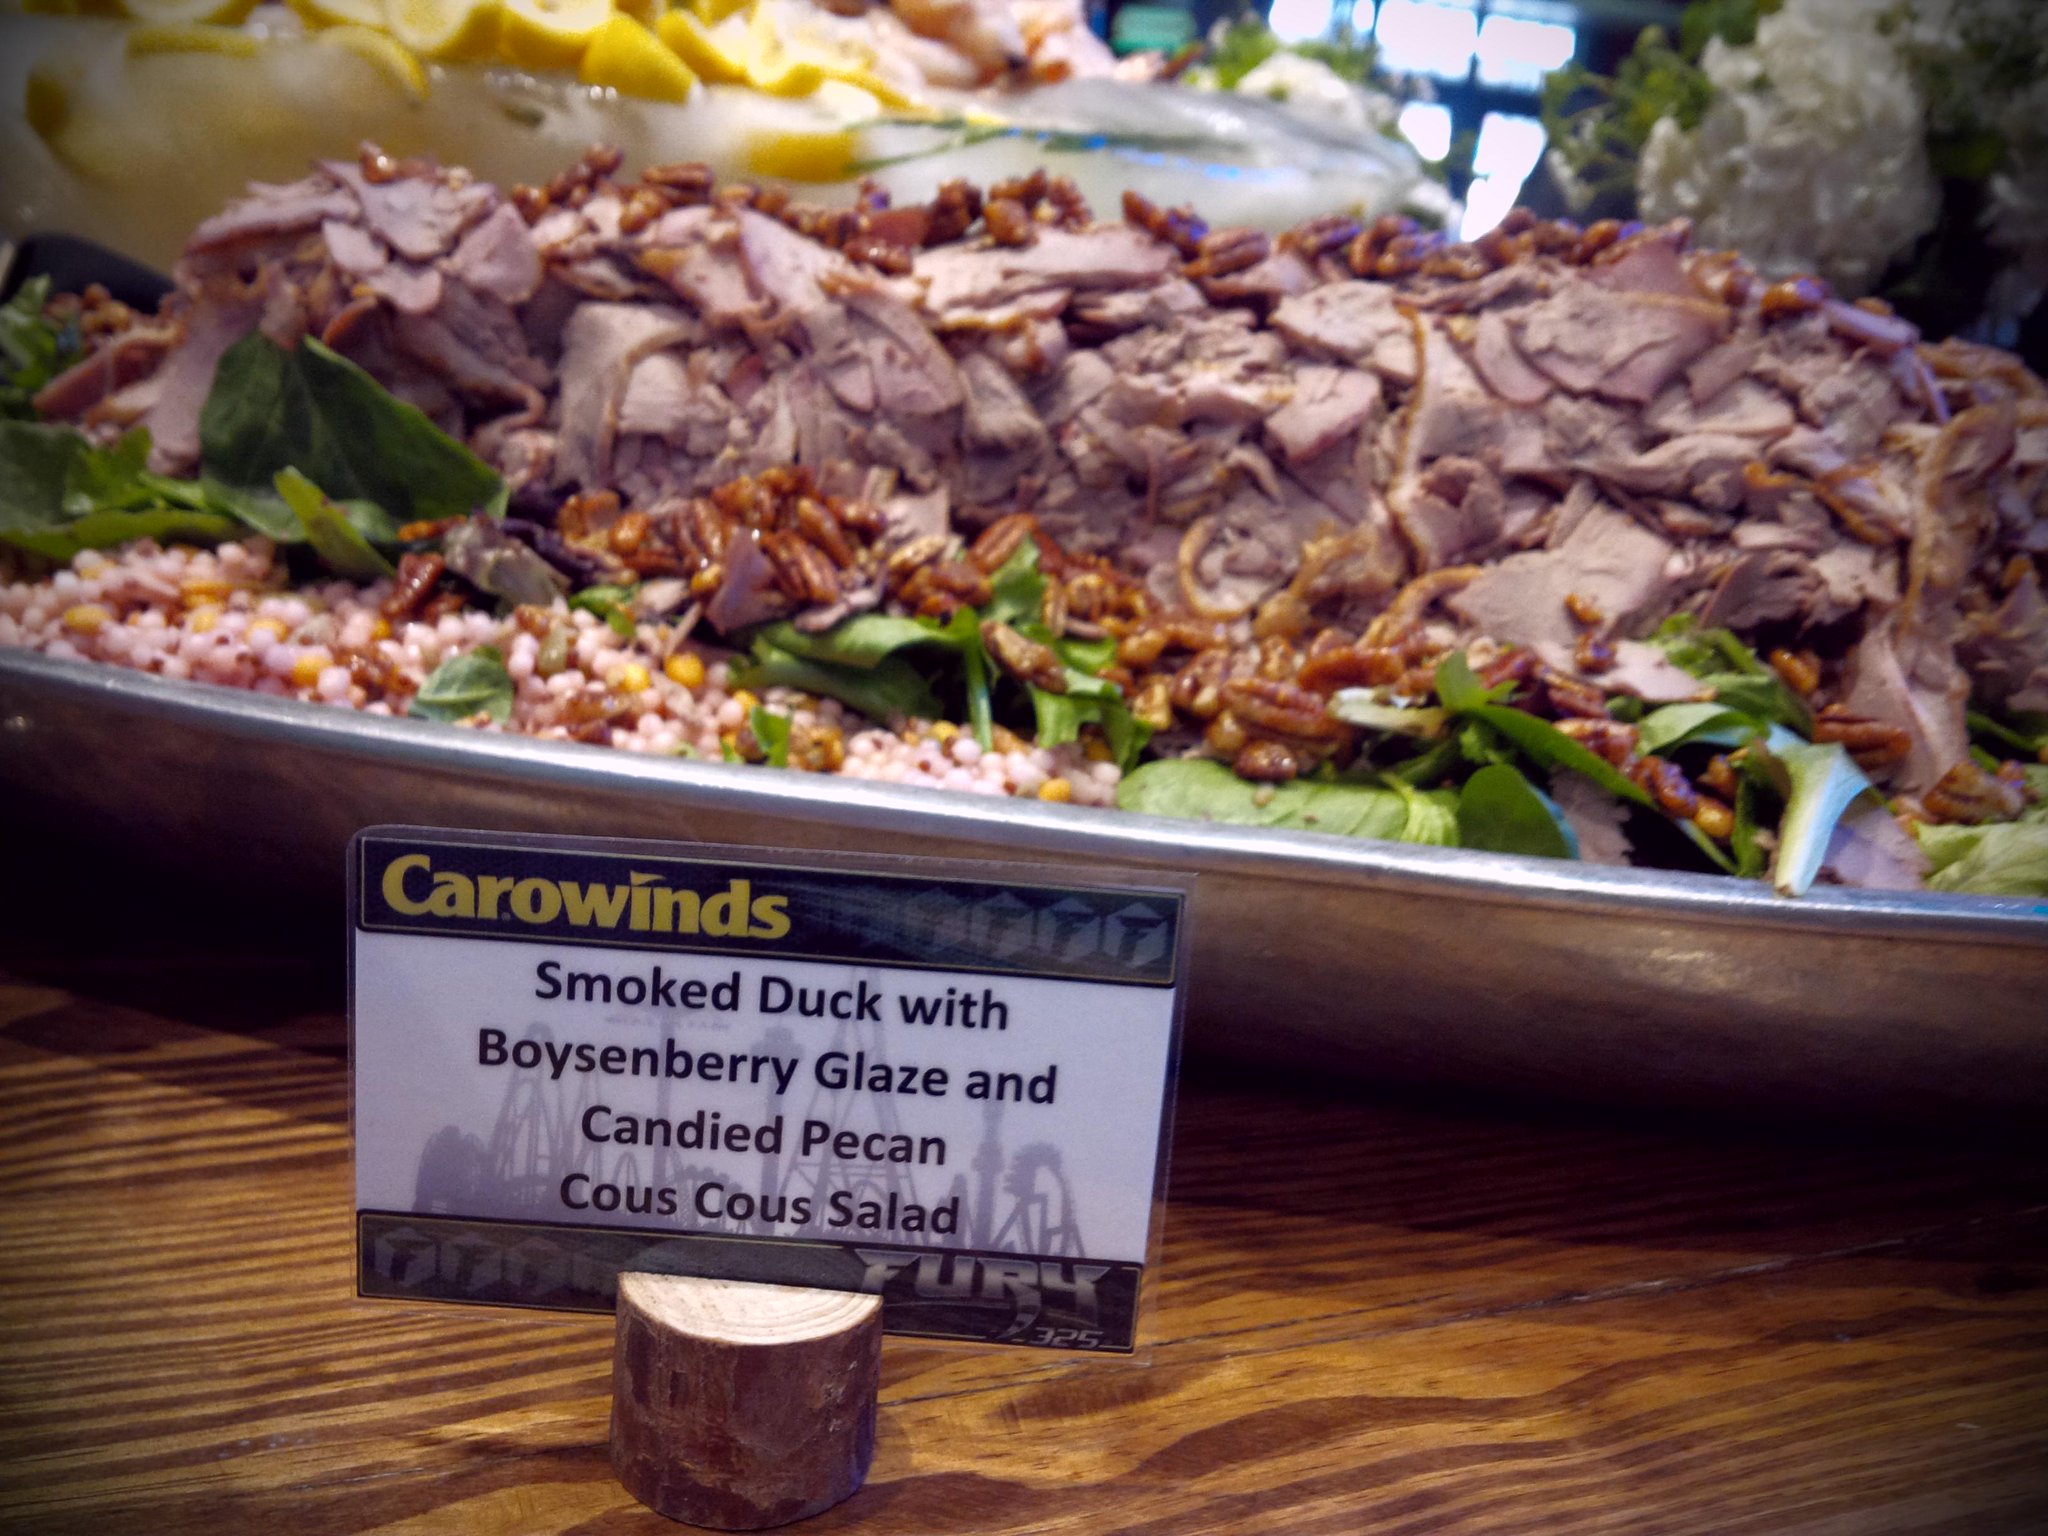 Carowinds
Smoked Duck with
Boysenberry Glaze and
Candied Pecan
Cous Cous Salad
FURY
325